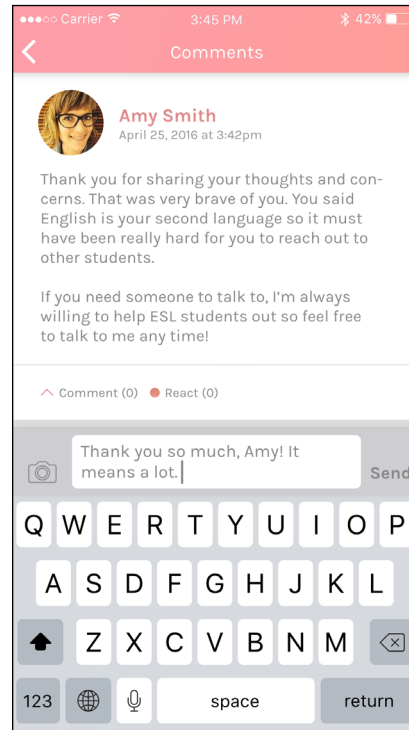 Carrier 3:45 PM 42%
Comments
Amy Smith
April 25, 2016 at 3:42pm
Thank you for sharing your thoughts and con-
cerns. That was very brave of you. You said
English is your second language so it must
have been really hard for you to reach out to
other students.
If you need someone to talk to, I'm always
willing to help ESL students out so feel free
to talk to me any time!
Comment (0) React (0)
Thank you so much, Amy! It
means a lot.
Send
Q W E R T Y U I O P
A S D F G H J K L
Z X C V B N M
123 space return